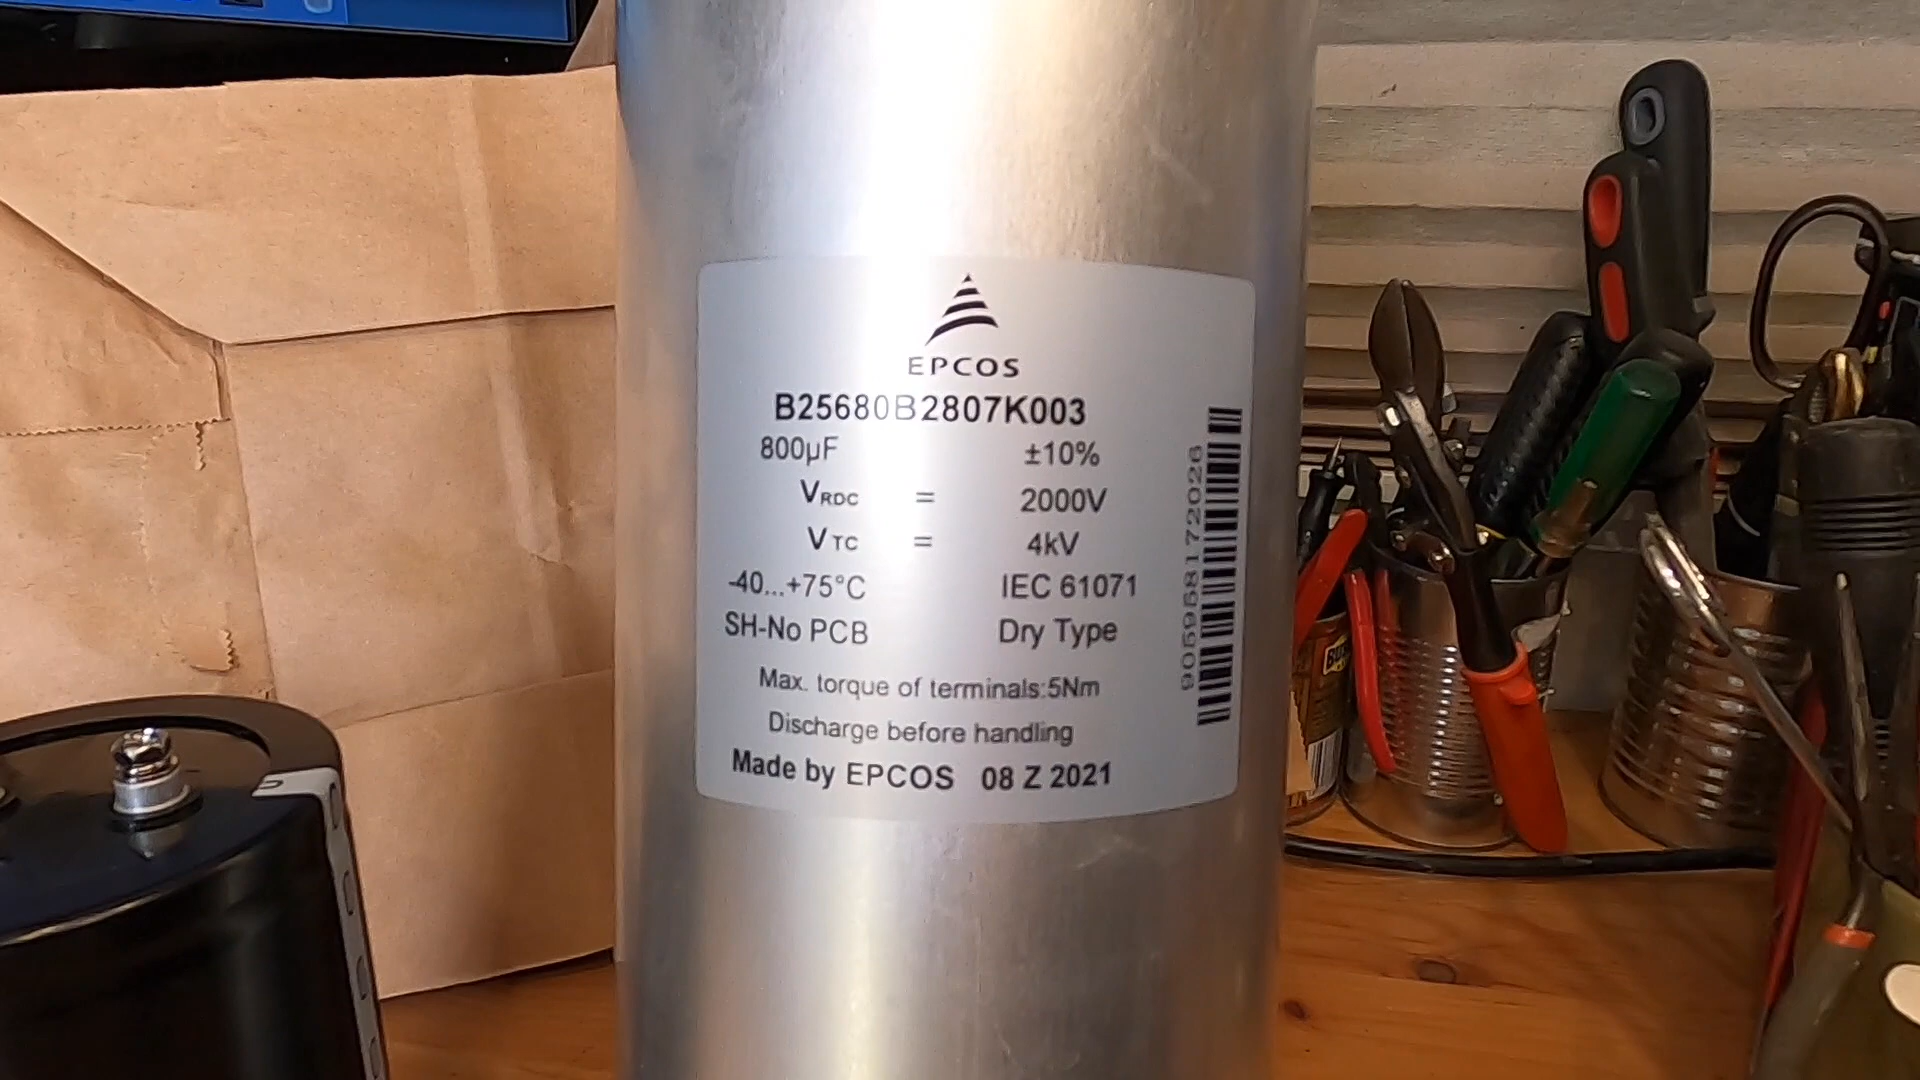 EPCOS
B25680B2807K003
800µF ±10%
VRDC = 2000V
VTC = 4kV
-40...+75°C IEC 61071
SH-No PCB Dry Type
Max. torque of terminals:5Nm
Discharge before handling
Made by EPCOS 08 Z 2021
9059581172026